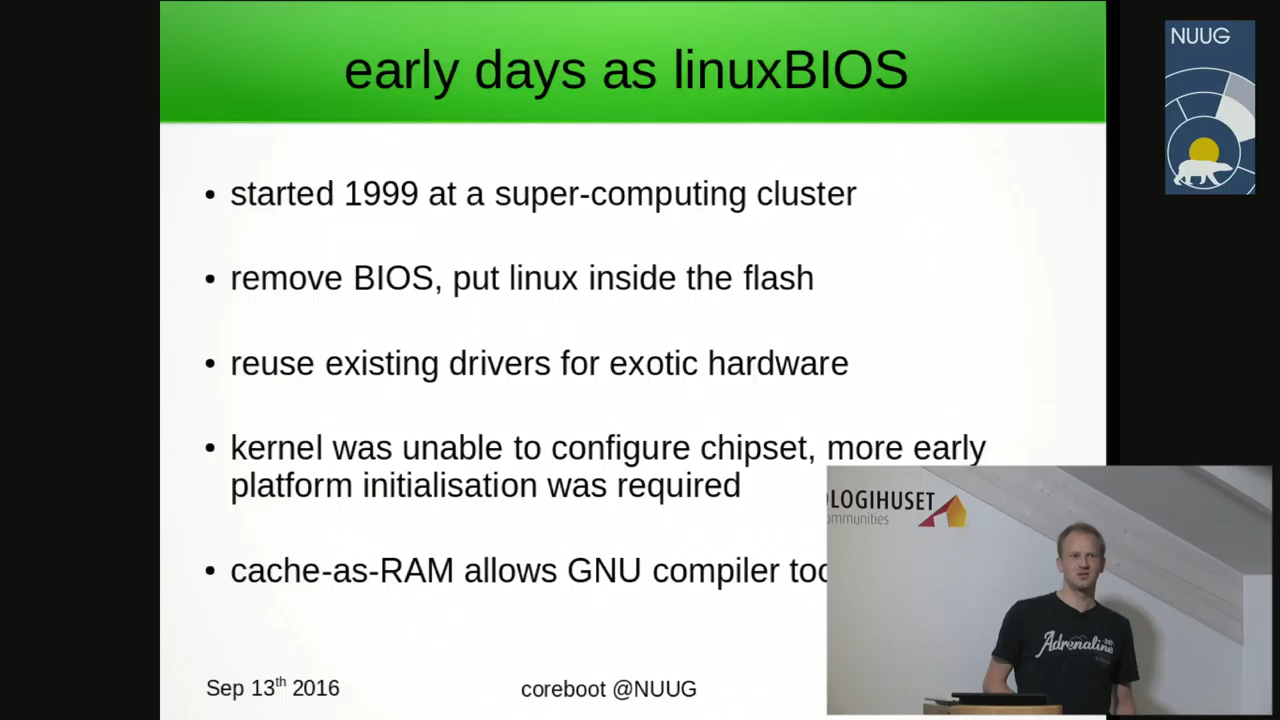 early days as linuxBIOS
NUUG
• started 1999 at a super-computing cluster
• remove BIOS, put linux inside the flash
• reuse existing drivers for exotic hardware
• kernel was unable to configure chipset, more early
platform initialisation was required
• cache-as-RAM allows GNU compiler too
OLOGIHUSET
ommunities
Adrenaline
Sep 13th 2016
coreboot @NUUG